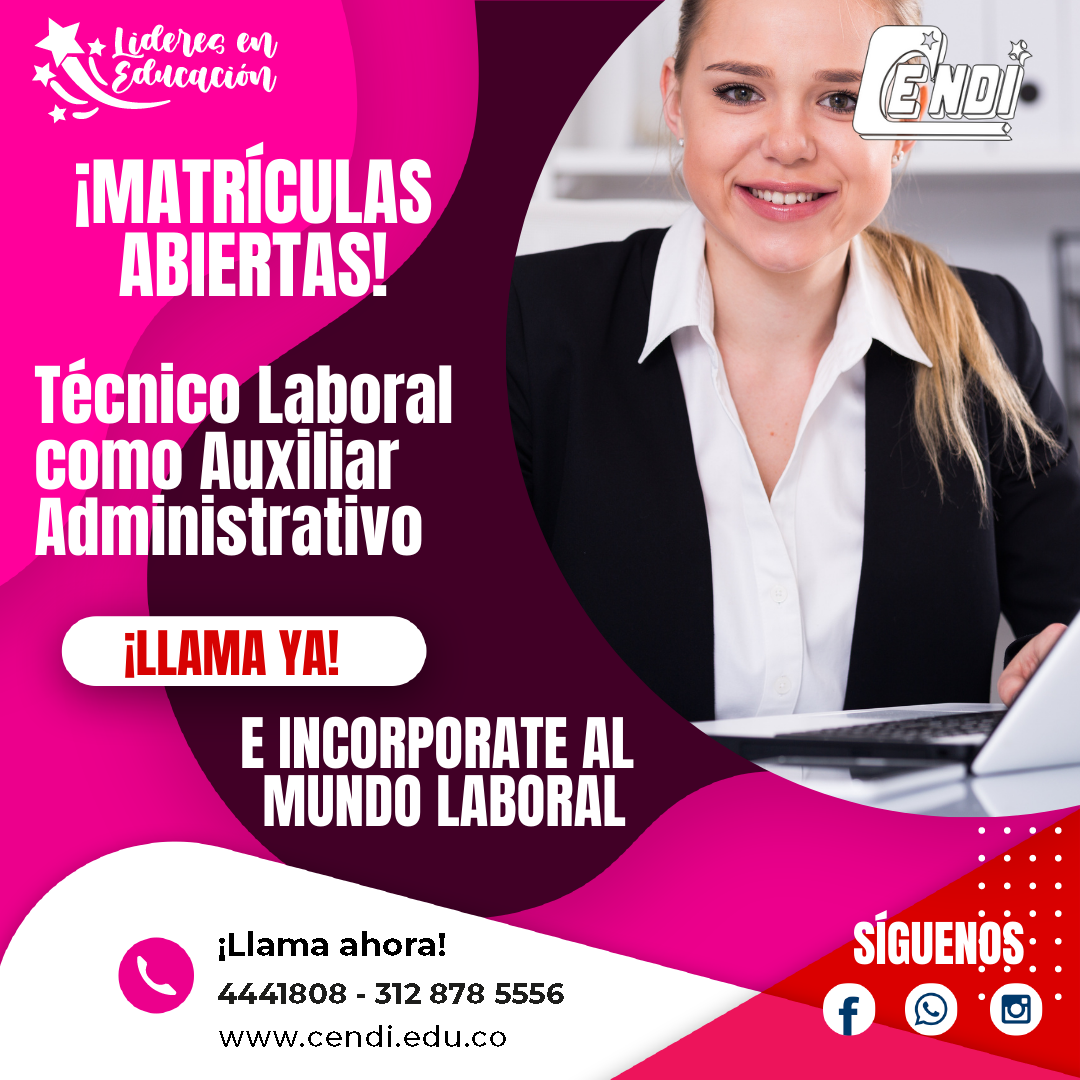 Lideres en
Educación
CENDI
¡MATRÍCULAS
ABIERTAS!
Técnico Laboral
como Auxiliar
Administrativo
¡LLAMA YA!
E INCORPORATE AL
MUNDO LABORAL
¡Llama ahora!
4441808 - 312 878 5556
www.cendi.edu.co
SÍGUENOS